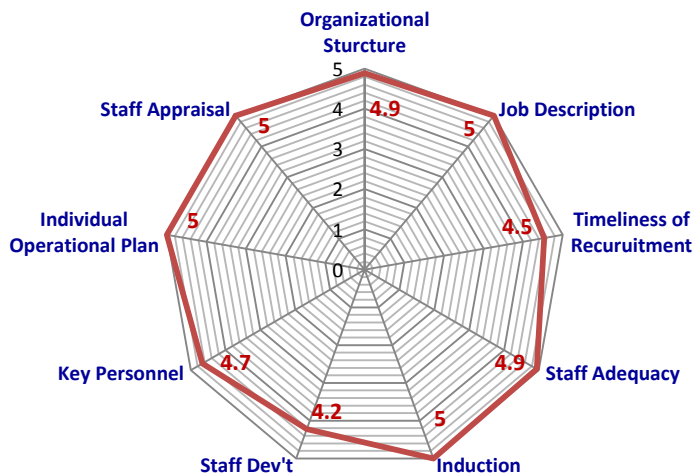 Organizational
Sturcture
5
Staff Appraisal
4
4.9
Job Description
5
5
3
2
Individual
Operational Plan
5
Timeliness of
Recuruitment
4.5
1
0
Key Personnel
4.7
4.9
Staff Adequacy
4.2
5
Staff Dev't
Induction